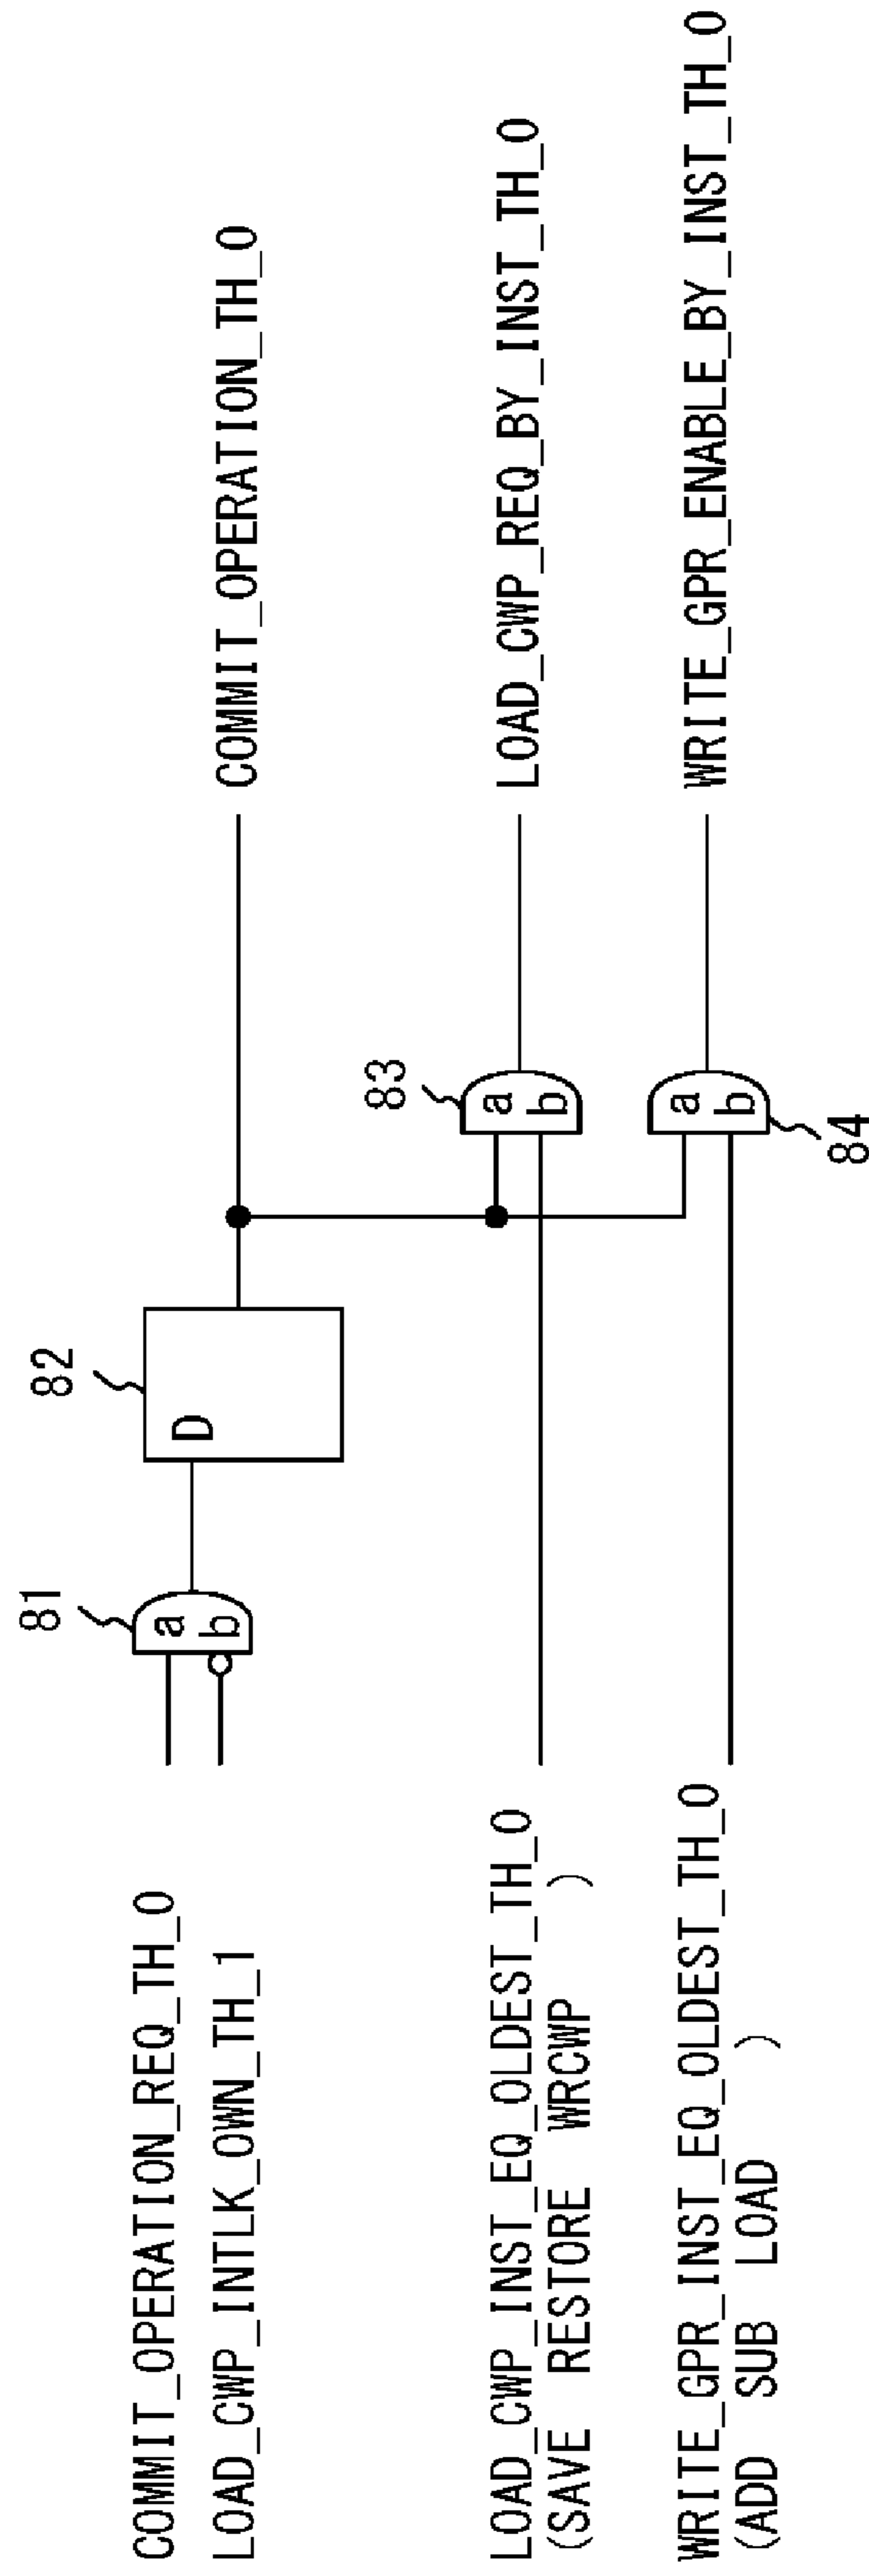 COMMIT_OPERATION_REQ_TH_0
LOAD_CWP_INTLK_OWN_TH_1
81
a
b
82
D
COMMIT_OPERATION_TH_0
LOAD_CWP_INST_EQ_OLDEST_TH_0
(SAVE RESTORE WRCWP )
83
a
b
LOAD_CWP_REQ_BY_INST_TH_0
WRITE_GPR_INST_EQ_OLDEST_TH_0
(ADD SUB LOAD )
a
b
84
WRITE_GPR_ENABLE_BY_INST_TH_0